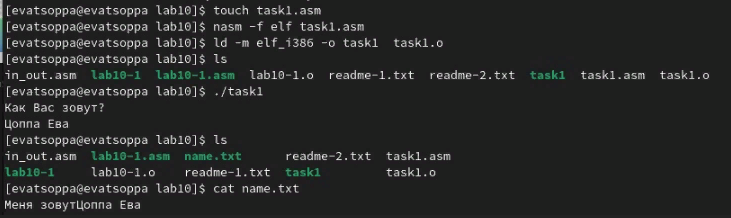 [evatsoppa@evatsoppa lab10]$ touch task1.asm
[evatsoppa@evatsoppa lab10]$ nasm -f elf task1.asm
[evatsoppa@evatsoppa lab10]$ ld -m elf_i386 -o task1  task1.o
[evatsoppa@evatsoppa lab10]$ ls
in_out.asm  lab10-1  lab10-1.asm  lab10-1.o  readme-1.txt  readme-2.txt  task1  task1.asm  task1.o
[evatsoppa@evatsoppa lab10]$ ./task1
Как Вас зовут?
Цоппа Ева
[evatsoppa@evatsoppa lab10]$ ls
in_out.asm  lab10-1.asm  name.txt      readme-2.txt  task1.asm
lab10-1     lab10-1.o    readme-1.txt  task1         task1.o
[evatsoppa@evatsoppa lab10]$ cat name.txt
Меня зовутЦоппа Ева